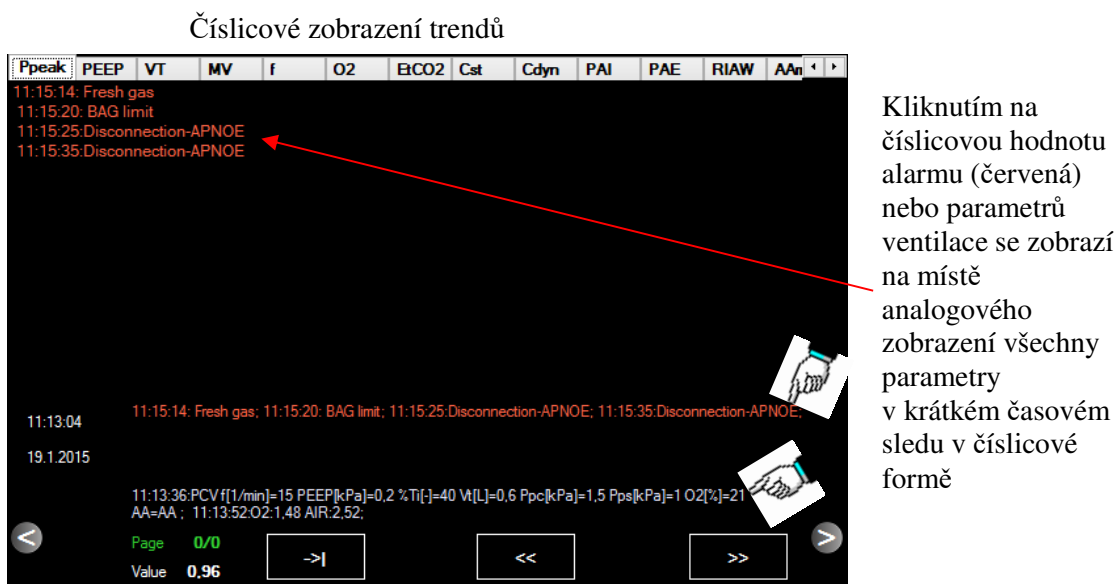 Číslicové zobrazení trendů
Ppeak PEEP VT MV f O2 EtCO2 Cst Cdyn PAI PAE RIAW
11:15:14: Fresh gas
11:15:20: BAG limit
11:15:25:Disconnection-APNOE
11:15:35:Disconnection-APNOE
Kliknutím na
číslicovou hodnotu
alarmu (červená)
nebo parametrů
ventilace se zobrazí
na místě
analogového
zobrazení všechny
parametry
v krátkém časovém
sledu v číslicové
formě
11:15:14: Fresh gas; 11:15:20: BAG limit; 11:15:25:Disconnection-APNOE; 11:15:35:Disconnection-APNOE;
11:13:04
19.1.2015
11:13:36:PCV f[1/min]=15 PEEP[kPa]=0,2 %Ti[-]=40 Vt[L]=0,6 Ppc[kPa]=1,5 Pps[kPa]=1 O2[%]=21
AA=AA ; 11:13:52:O2:1,48 AIR:2,52;
< >
Page 0/0
->| << >>
Value 0,96